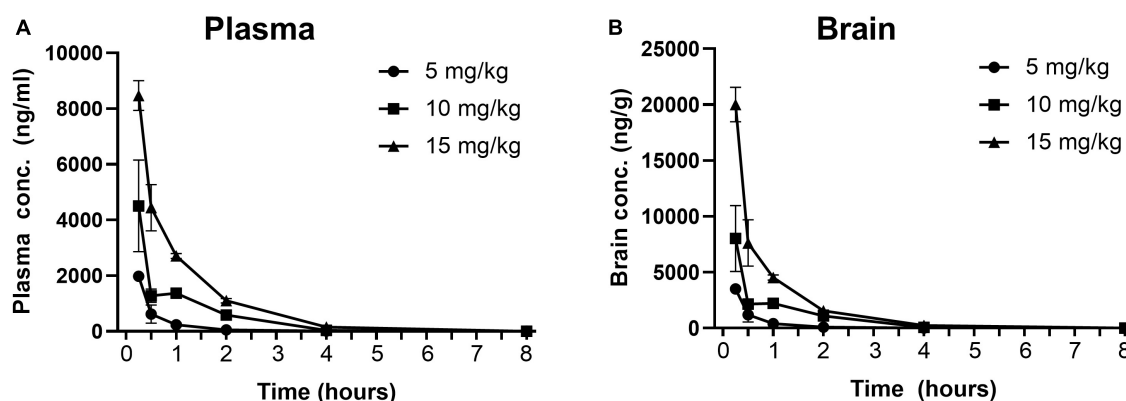 A Plasma
Plasma conc. (ng/ml)
10000
8000
6000
4000
2000
0
5 mg/kg
10 mg/kg
15 mg/kg
0 1 2 3 4 5 6 7 8
Time (hours)
B Brain
Brain conc. (ng/g)
25000
20000
15000
10000
5000
0
5 mg/kg
10 mg/kg
15 mg/kg
0 1 2 3 4 5 6 7 8
Time (hours)